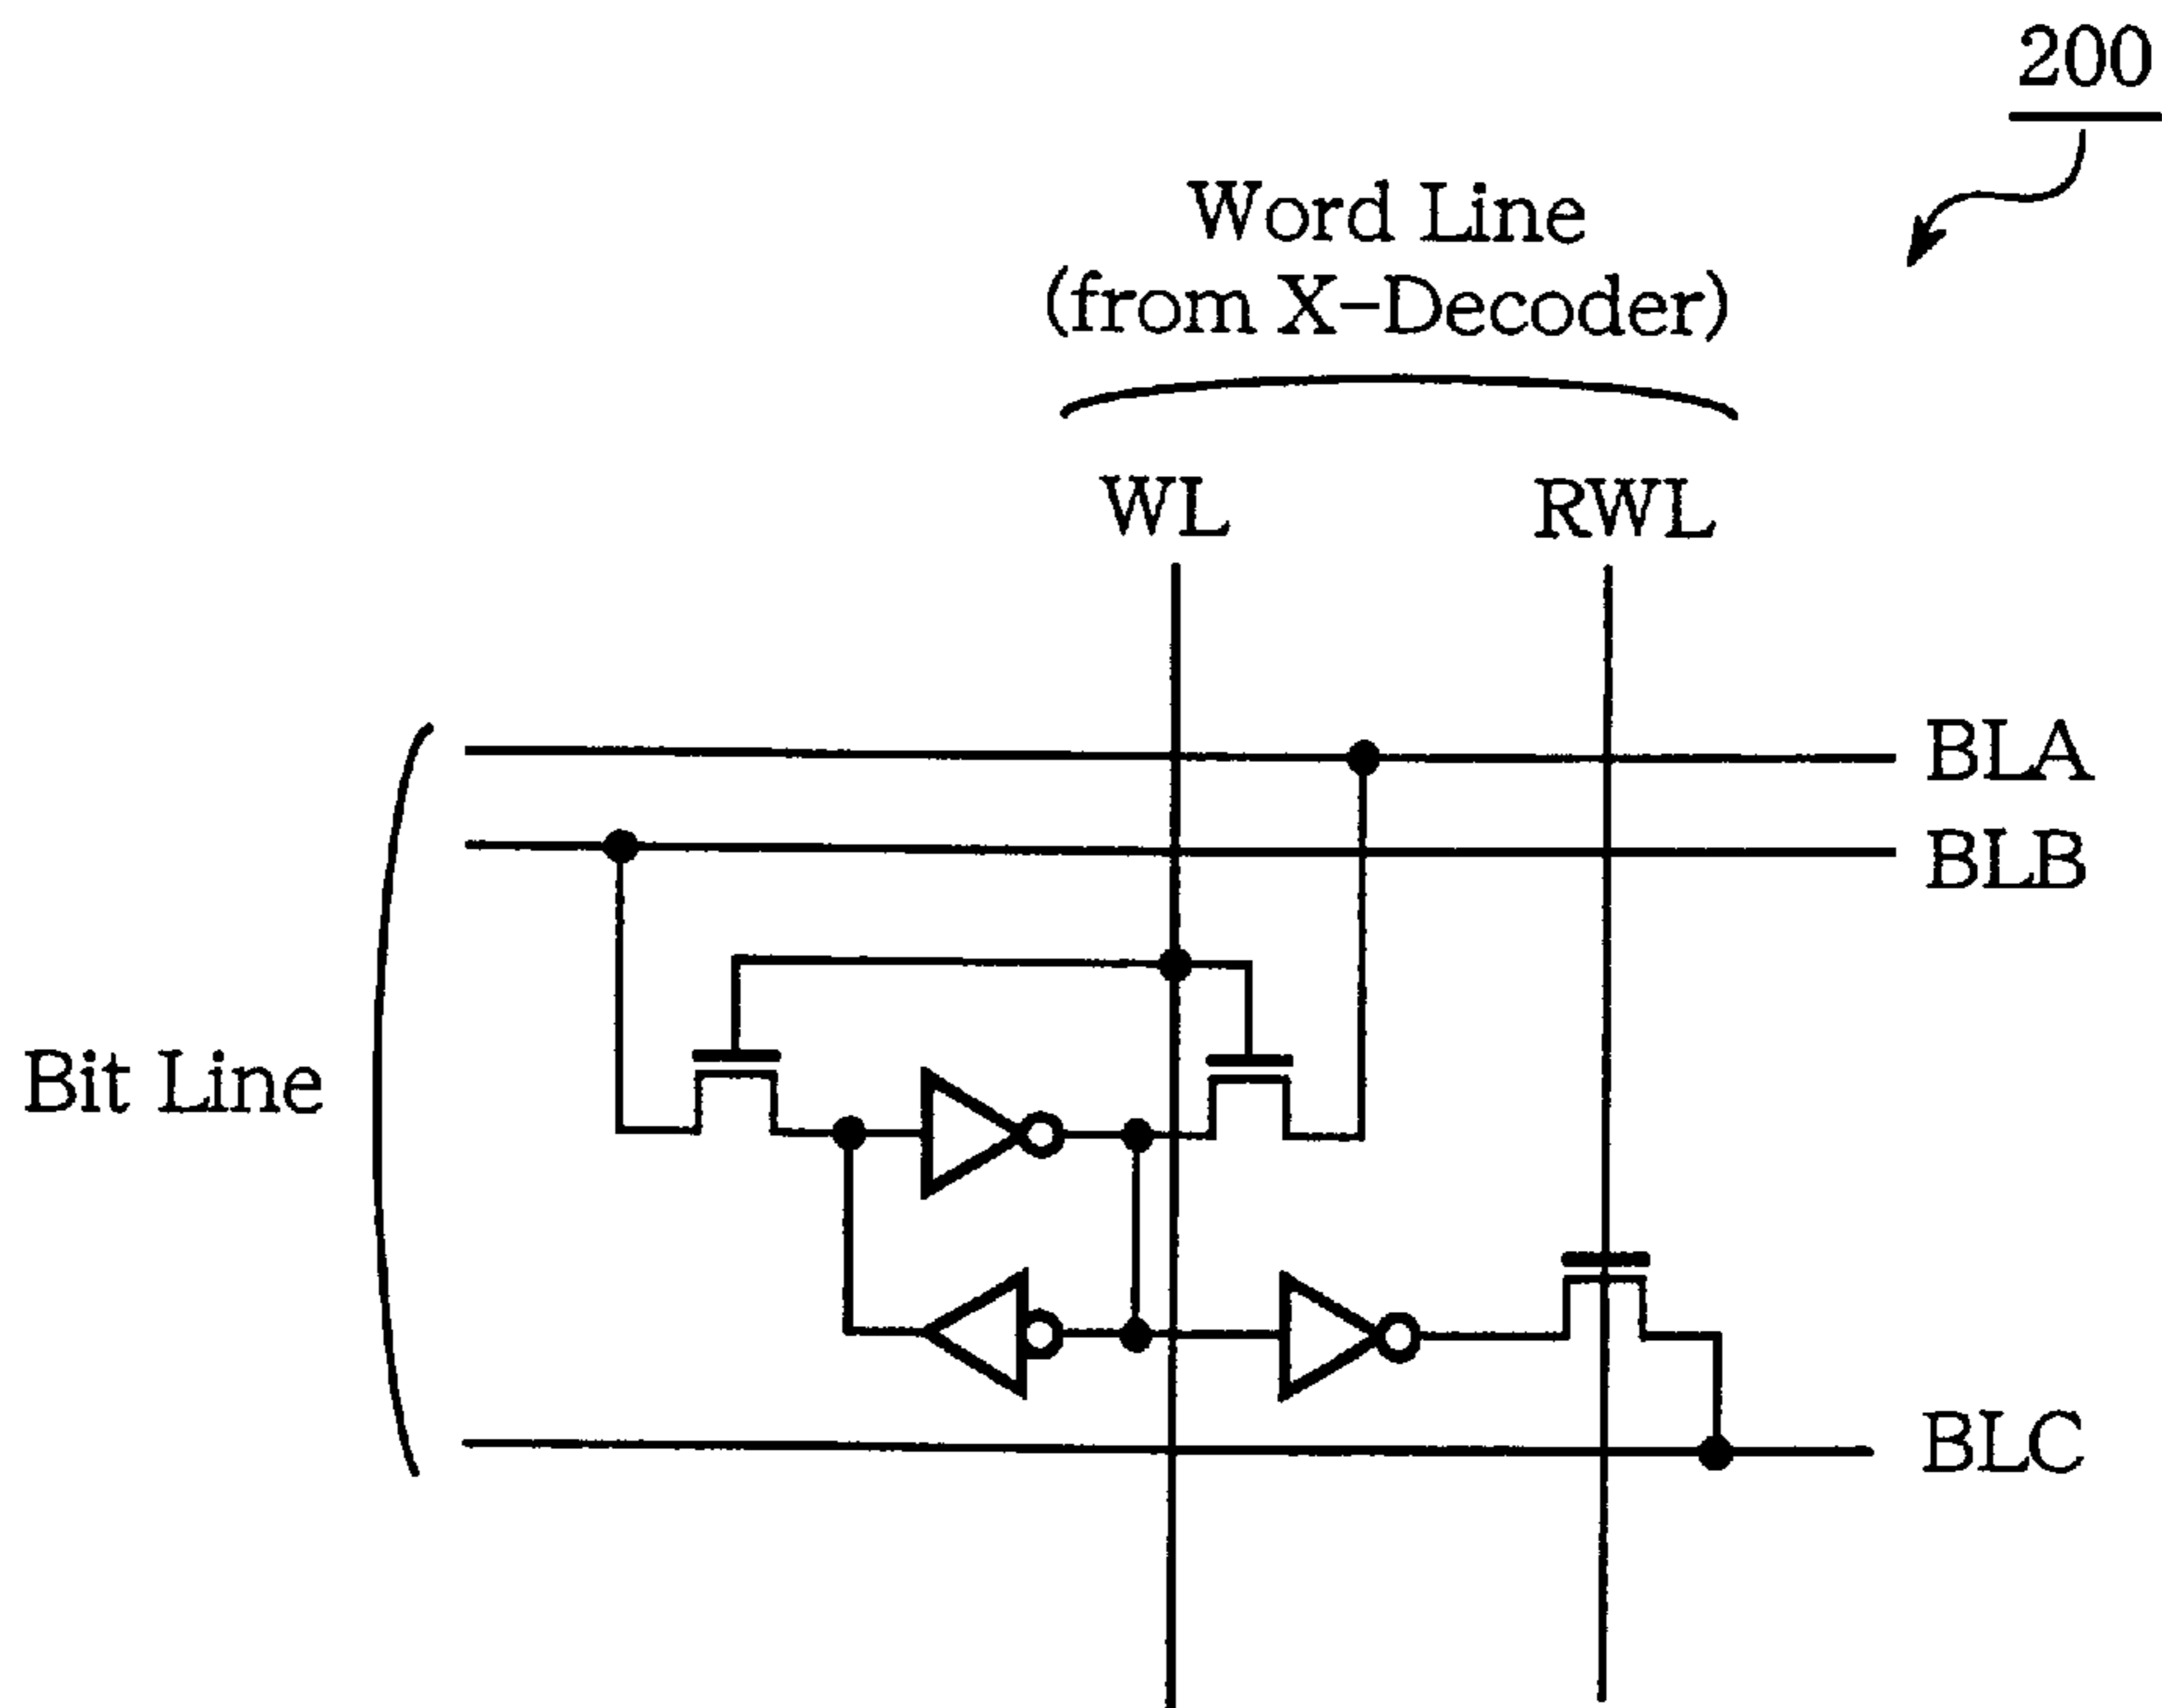 200
Word Line
(from X-Decoder)
WL RWL
BLA
BLB
Bit Line
BLC